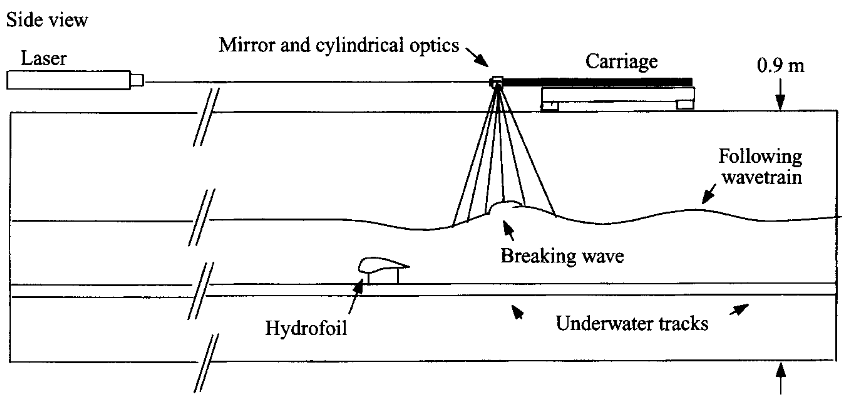 Side view
Laser
Mirror and cylindrical optics
Carriage
0.9 m
Following
wavetrain
Breaking wave
Hydrofoil
Underwater tracks